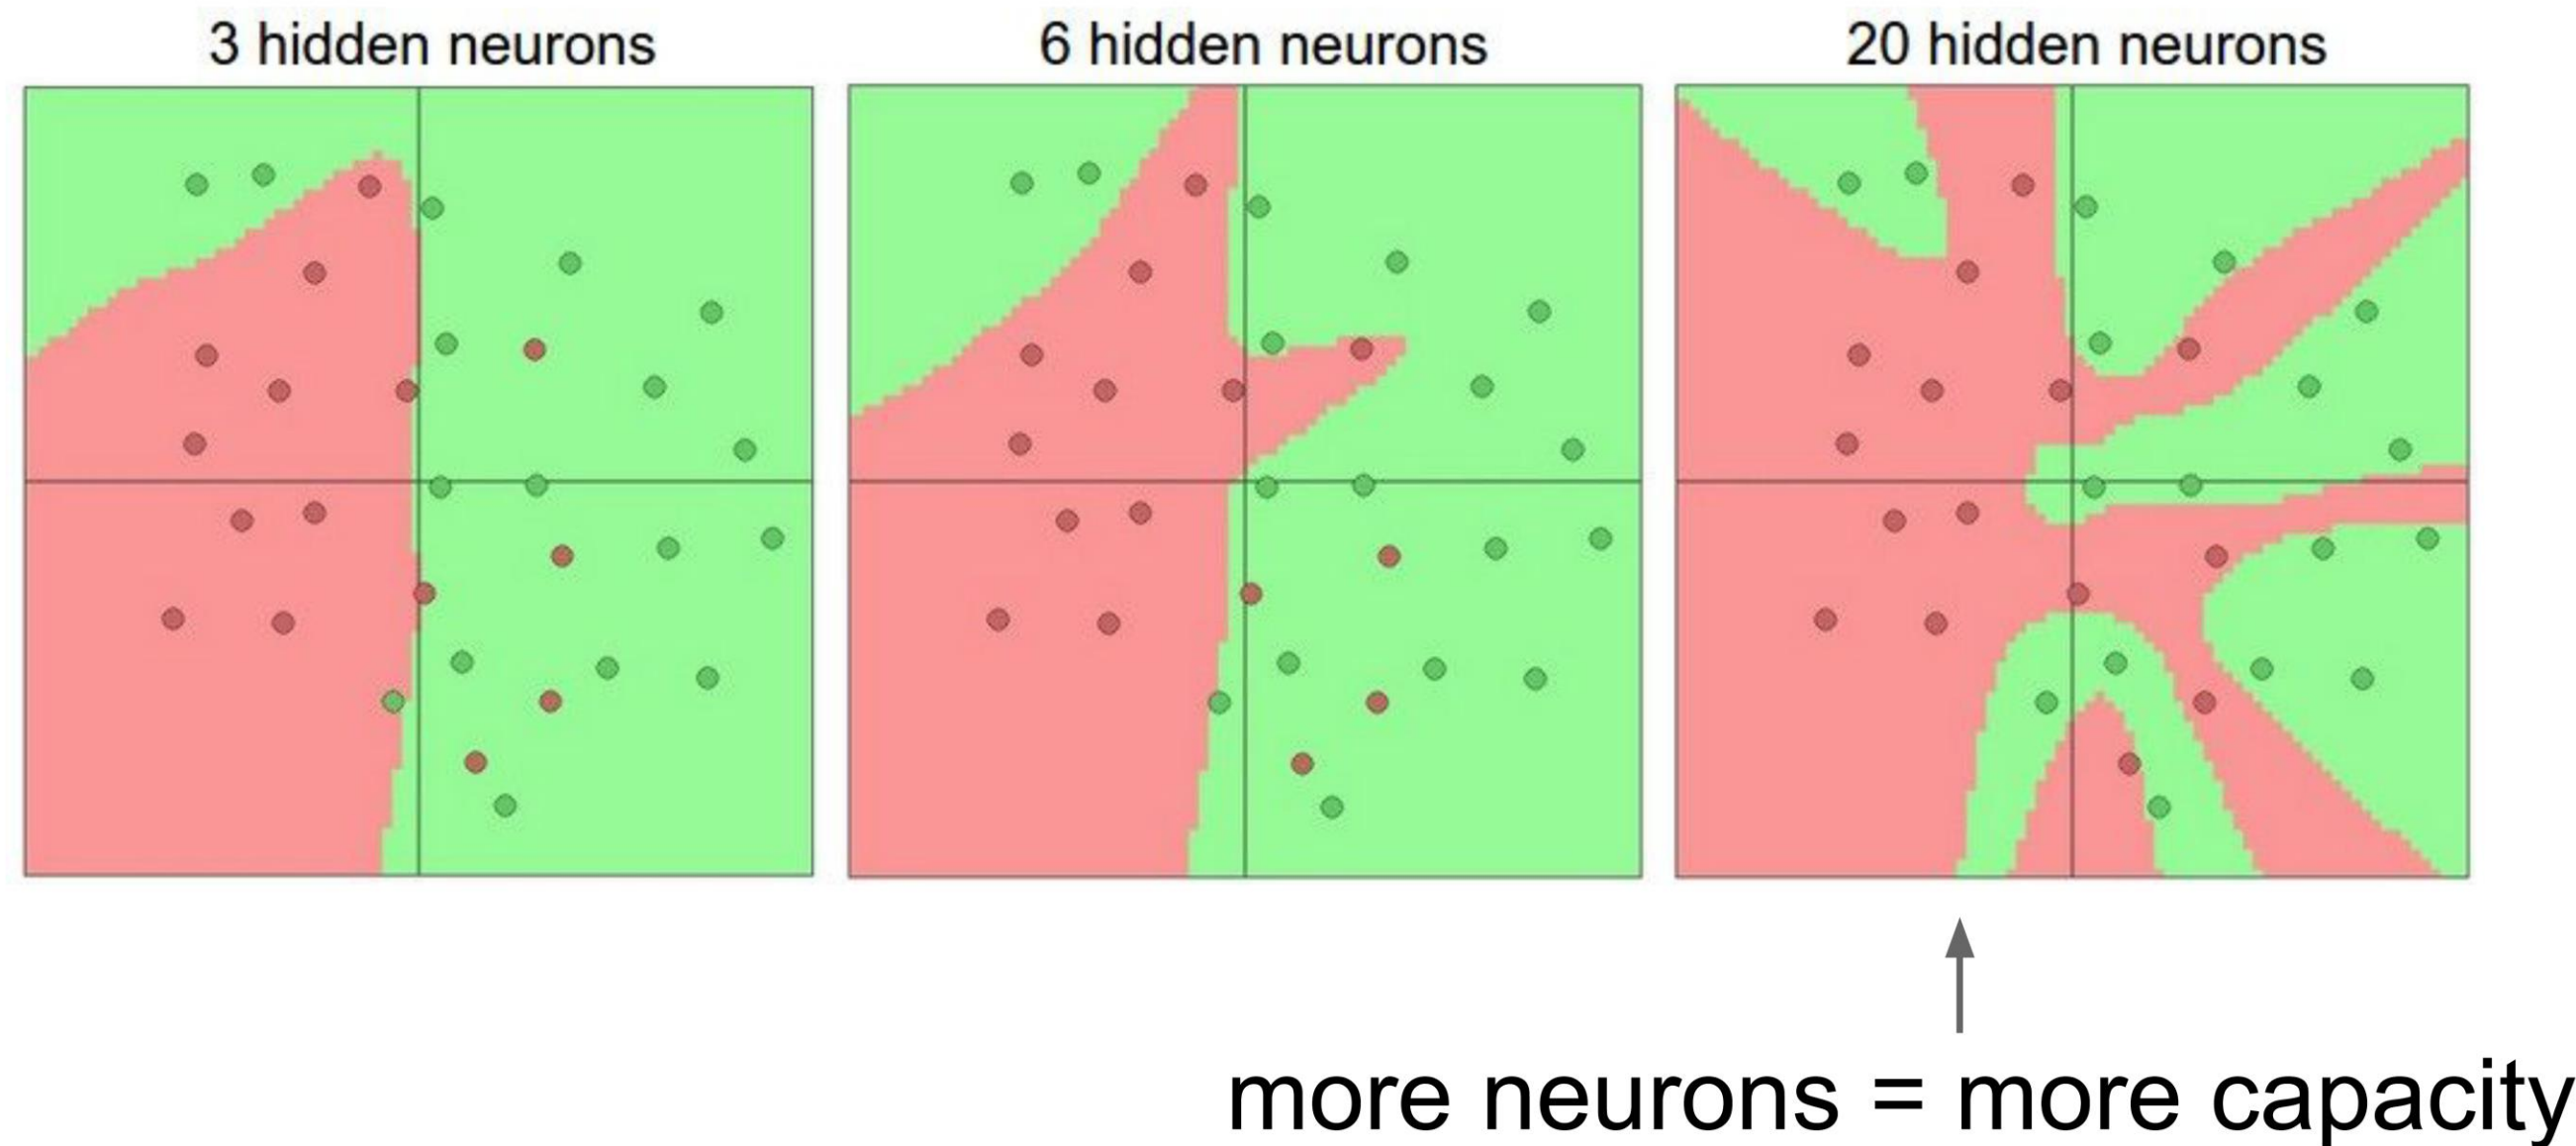 3 hidden neurons
6 hidden neurons
20 hidden neurons
more neurons = more capacity